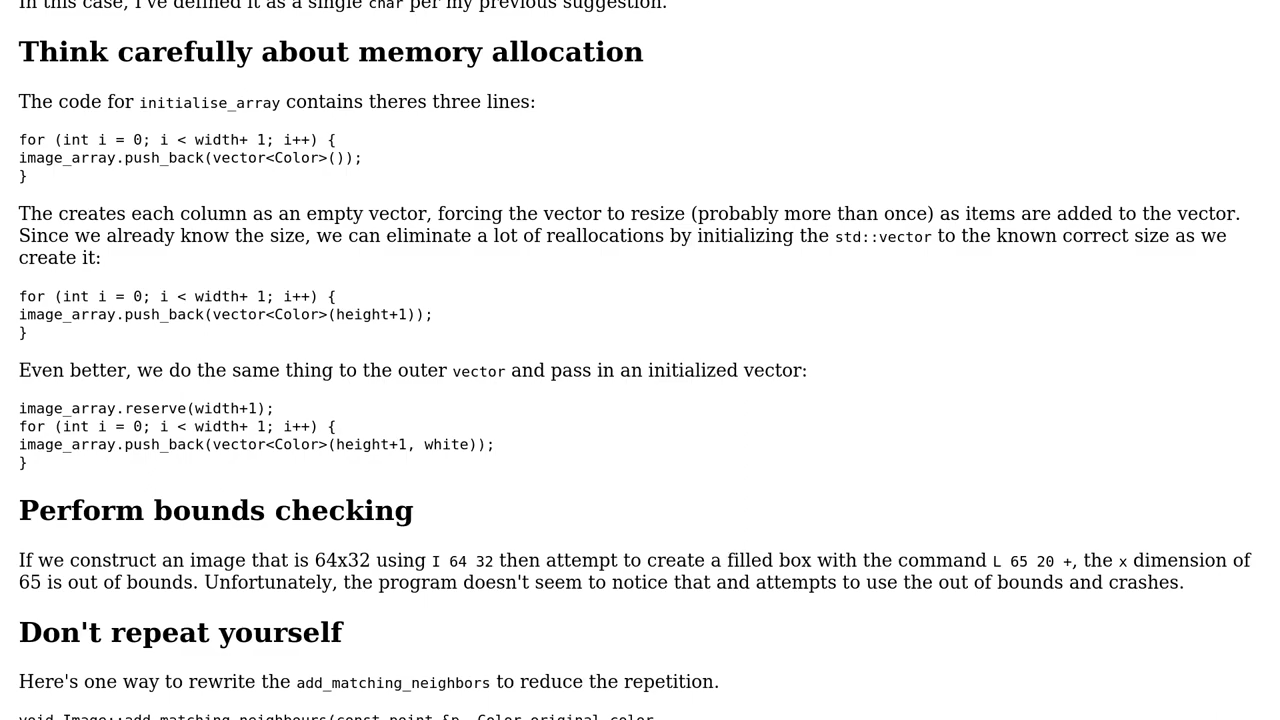 In this case, I've defined it as a single char per my previous suggestion.
Think carefully about memory allocation
The code for initialise_array contains theres three lines:
for (int i = 0; i < width+ 1; i++) {
image_array.push_back(vector<Color>());
}
The creates each column as an empty vector, forcing the vector to resize (probably more than once) as items are added to the vector.
Since we already know the size, we can eliminate a lot of reallocations by initializing the std::vector to the known correct size as we
create it:
for (int i = 0; i < width+ 1; i++) {
image_array.push_back(vector<Color>(height+1));
}
Even better, we do the same thing to the outer vector and pass in an initialized vector:
image_array.reserve(width+1);
for (int i = 0; i < width+ 1; i++) {
image_array.push_back(vector<Color>(height+1, white));
}
Perform bounds checking
If we construct an image that is 64x32 using I 64 32 then attempt to create a filled box with the command L 65 20 +, the x dimension of
65 is out of bounds. Unfortunately, the program doesn't seem to notice that and attempts to use the out of bounds and crashes.
Don't repeat yourself
Here's one way to rewrite the add_matching_neighbors to reduce the repetition.
void Image::add_matching_neighbours(const point &p, Color original_color,